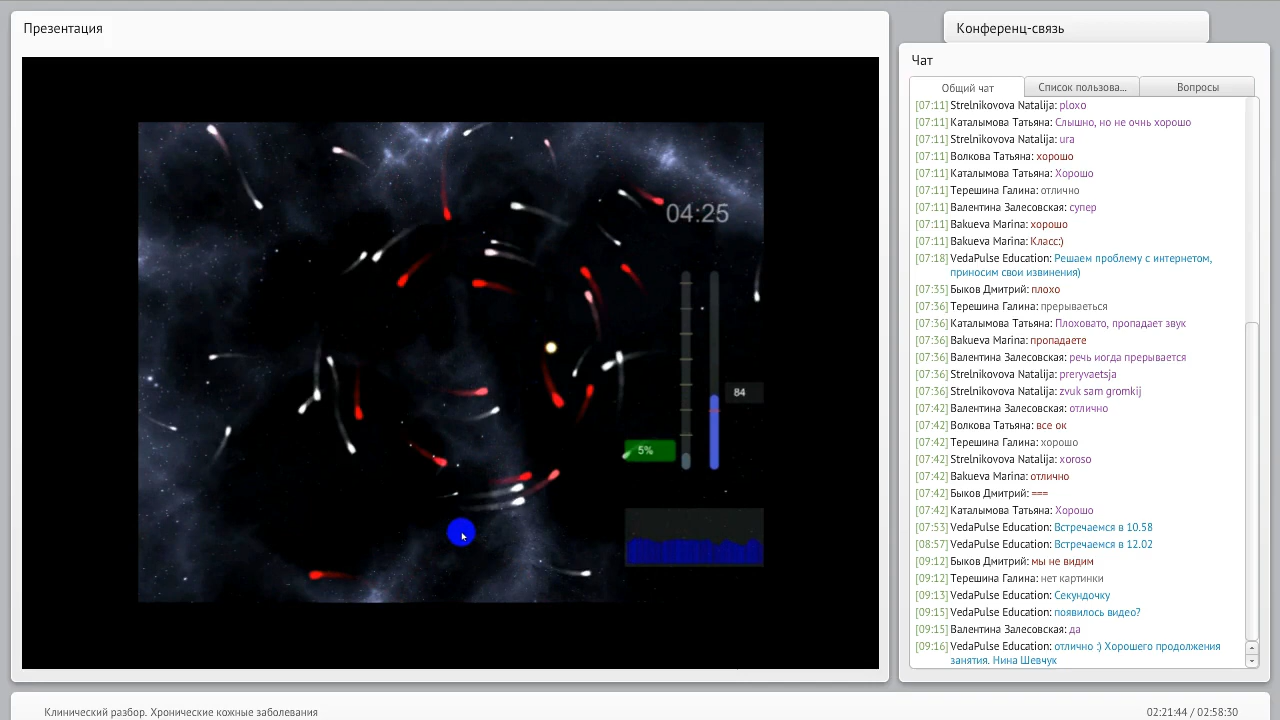 Презентация
04:25
84
5%
Конференц-связь
Чат
Общий чат
Список пользова...
Вопросы
[07:11] Strelnikovova Natalija: ploxo
[07:11] Каталымова Татьяна: Слышно, но не очнь хорошо
[07:11] Strelnikovova Natalija: ura
[07:11] Волкова Татьяна: хорошо
[07:11] Каталымова Татьяна: Хорошо
[07:11] Терешина Галина: отлично
[07:11] Валентина Залесовская: супер
[07:11] Bakueva Marina: хорошо
[07:11] Bakueva Marina: Класс:)
[07:18] VedaPulse Education: Решаем проблему с интернетом,
приносим свои извинения)
[07:35] Быков Дмитрий: плохо
[07:36] Терешина Галина: прерываеться
[07:36] Каталымова Татьяна: Плоховато, пропадает звук
[07:36] Bakueva Marina: пропадаете
[07:36] Валентина Залесовская: речь иогда прерывается
[07:36] Strelnikovova Natalija: preryvaetsja
[07:36] Strelnikovova Natalija: zvuk sam gromkij
[07:42] Валентина Залесовская: отлично
[07:42] Волкова Татьяна: все ок
[07:42] Терешина Галина: хорошо
[07:42] Strelnikovova Natalija: xoroso
[07:42] Bakueva Marina: отлично
[07:42] Быков Дмитрий: ===
[07:42] Каталымова Татьяна: Хорошо
[07:53] VedaPulse Education: Встречаемся в 10.58
[08:57] VedaPulse Education: Встречаемся в 12.02
[09:12] Быков Дмитрий: мы не видим
[09:12] Терешина Галина: нет картинки
[09:13] VedaPulse Education: Секундочку
[09:15] VedaPulse Education: появилось видео?
[09:15] Валентина Залесовская: да
[09:16] VedaPulse Education: отлично :) Хорошего продолжения
занятия. Нина Шевчук
Клинический разбор. Хронические кожные заболевания
02:21:44 / 02:58:30